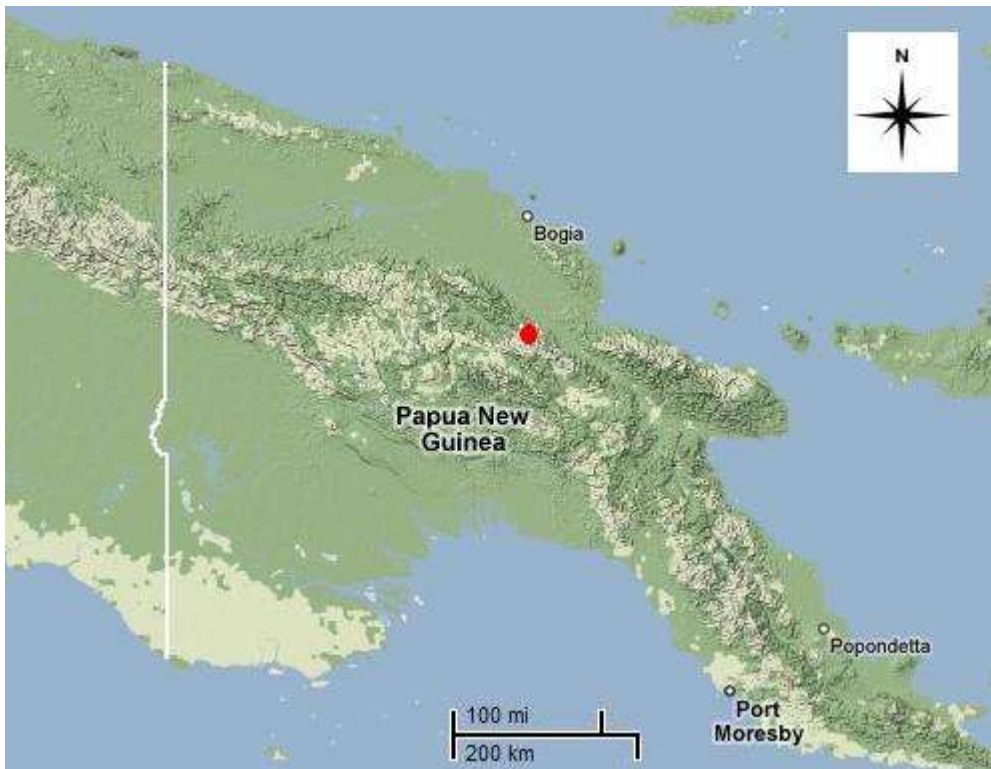 N
Bogia
Papua New
Guinea
Popondetta
Port
Moresby
100 mi
200 km